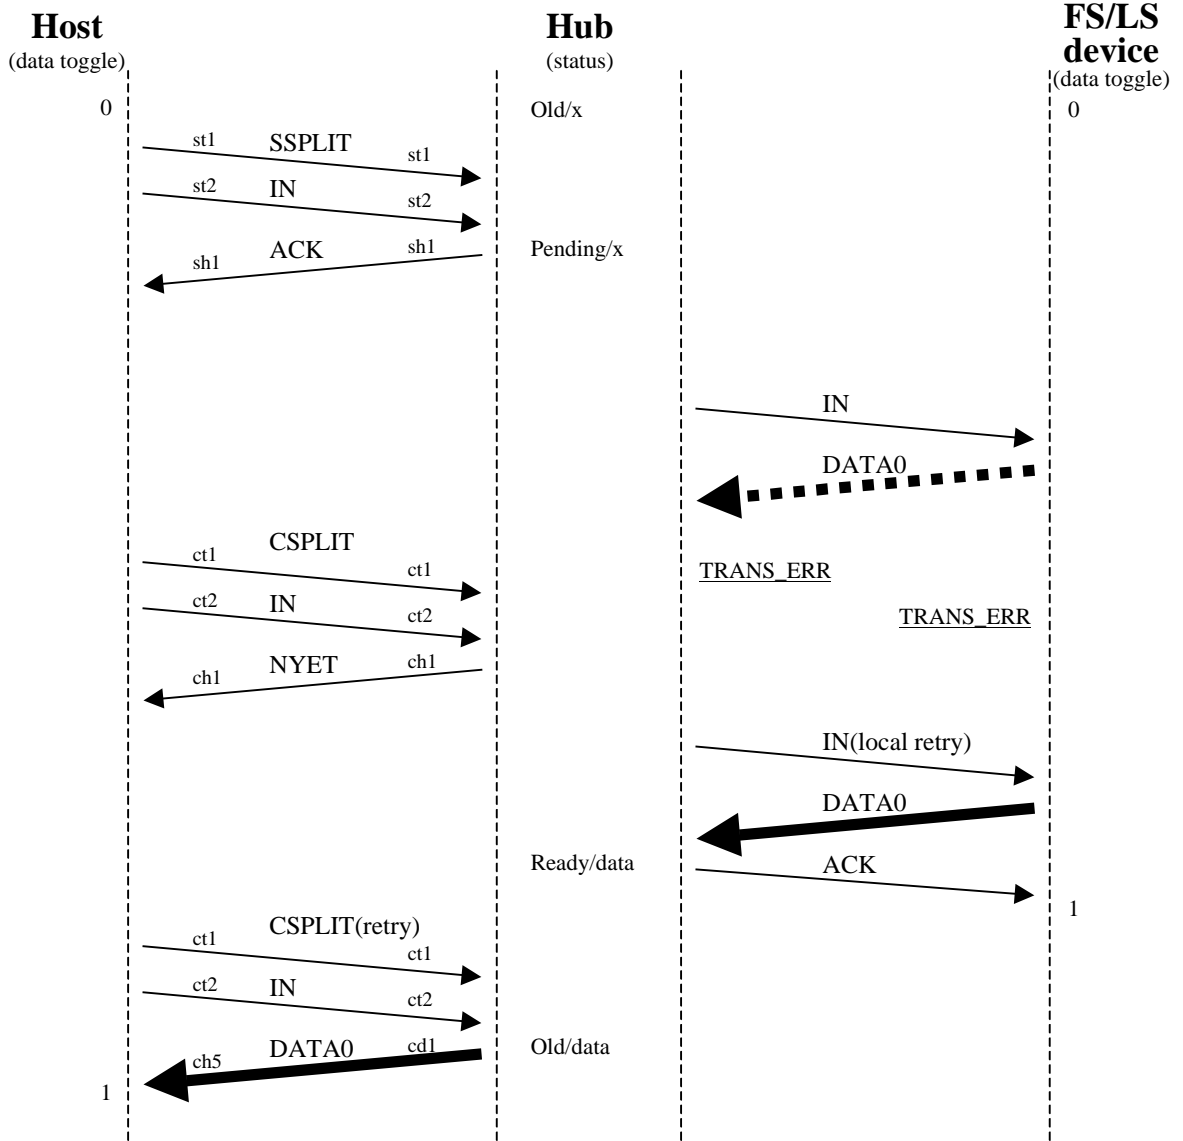 Host
(data toggle)
Hub
(status)
FS/LS
device
(data toggle)
0
Old/x
0
st1 SSPLIT st1
st2 IN st2
sh1 ACK sh1
Pending/x
IN
DATA0
ct1 CSPLIT ct1
TRANS_ERR
ct2 IN ct2
TRANS_ERR
ch1 NYET ch1
IN(local retry)
DATA0
Ready/data
ACK
1
ct1 CSPLIT(retry) ct1
ct2 IN ct2
ch5 DATA0 cd1
Old/data
1